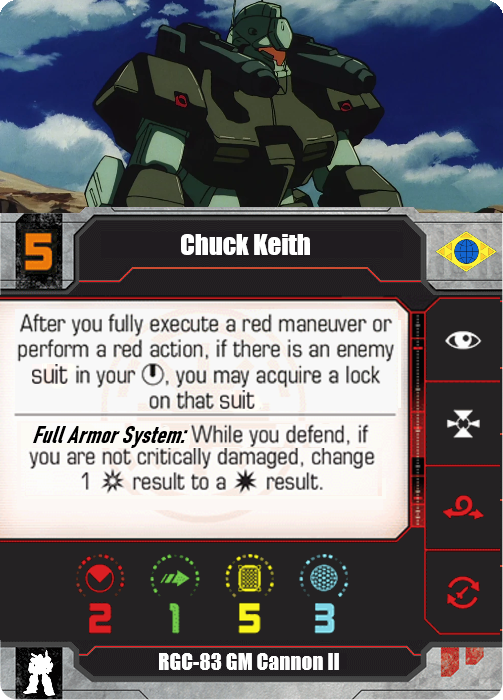 5
Chuck Keith
After you fully execute a red maneuver or
perform a red action, if there is an enemy
suit in your , you may acquire a lock
on that suit
Full Armor System: While you defend, if
you are not critically damaged, change
1 result to a result.
2 1 5 3
RGC-83 GM Cannon II